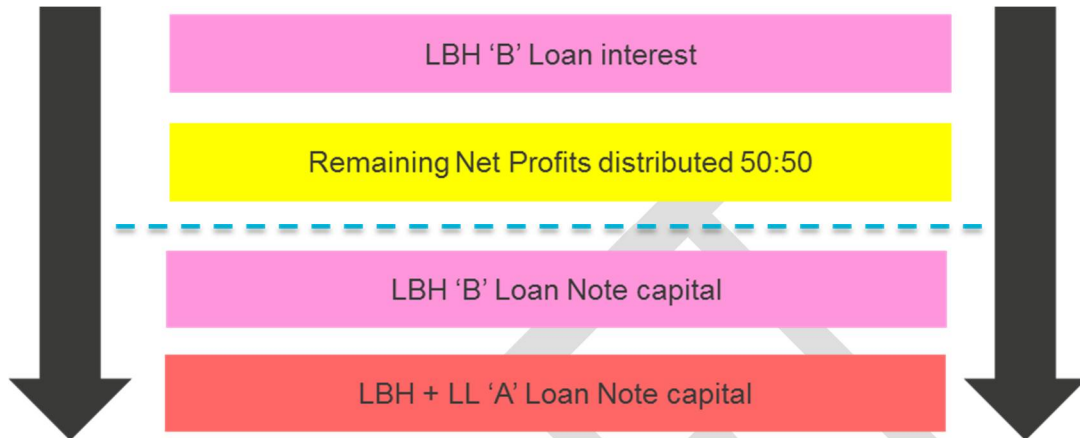 LBH ‘B’ Loan interest
Remaining Net Profits distributed 50:50
LBH ‘B’ Loan Note capital
LBH + LL ‘A’ Loan Note capital